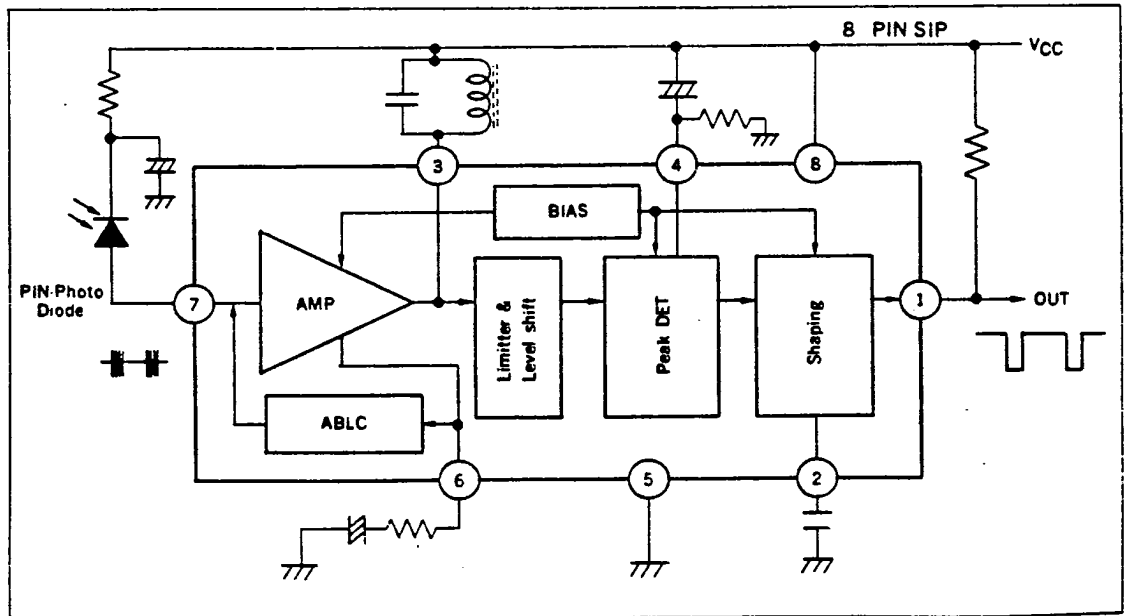 8 PIN SIP
VCC
3
4
8
BIAS
PIN-Photo
Diode
7
AMP
Limitter &
Level shift
Peak DET
Shaping
1
OUT
ABLC
6
5
2